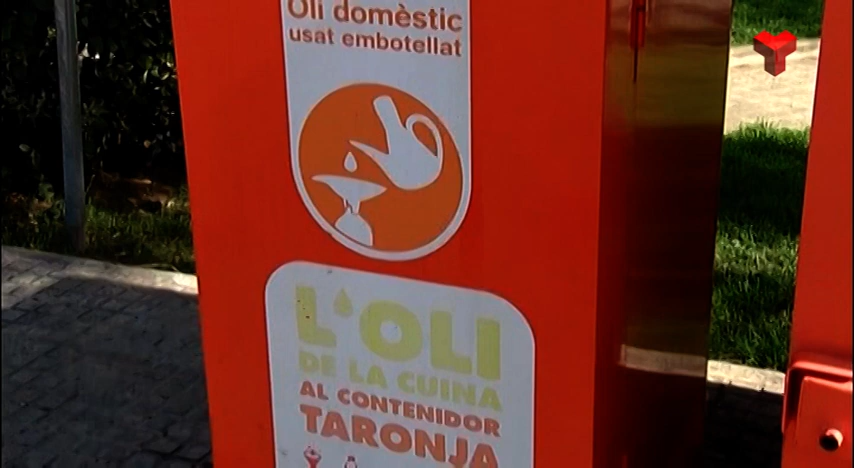 Oli domèstic
usat embotellat
L'OLI
DE LA CUINA
AL CONTENIDOR
TARONJA